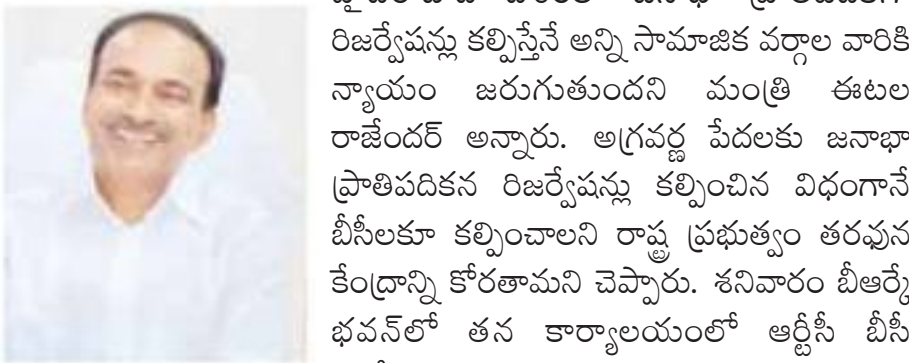 రిజర్వేషన్లు కల్పిస్తేనే అన్ని సామాజిక వర్గాల వారికి
న్యాయం జరుగుతుందని మంత్రి ఈటల
రాజేందర్ అన్నారు. అగ్రవర్ణ పేదలకు జనాభా
ప్రాతిపదికన రిజర్వేషన్లు కల్పించిన విధంగానే
బీసీలకూ కల్పించాలని రాష్ట్ర ప్రభుత్వం తరఫున
కేంద్రాన్ని కోరతామని చెప్పారు. శనివారం బీఆర్కే
భవన్‌లో తన కార్యాలయంలో ఆర్టీసీ బీసీ